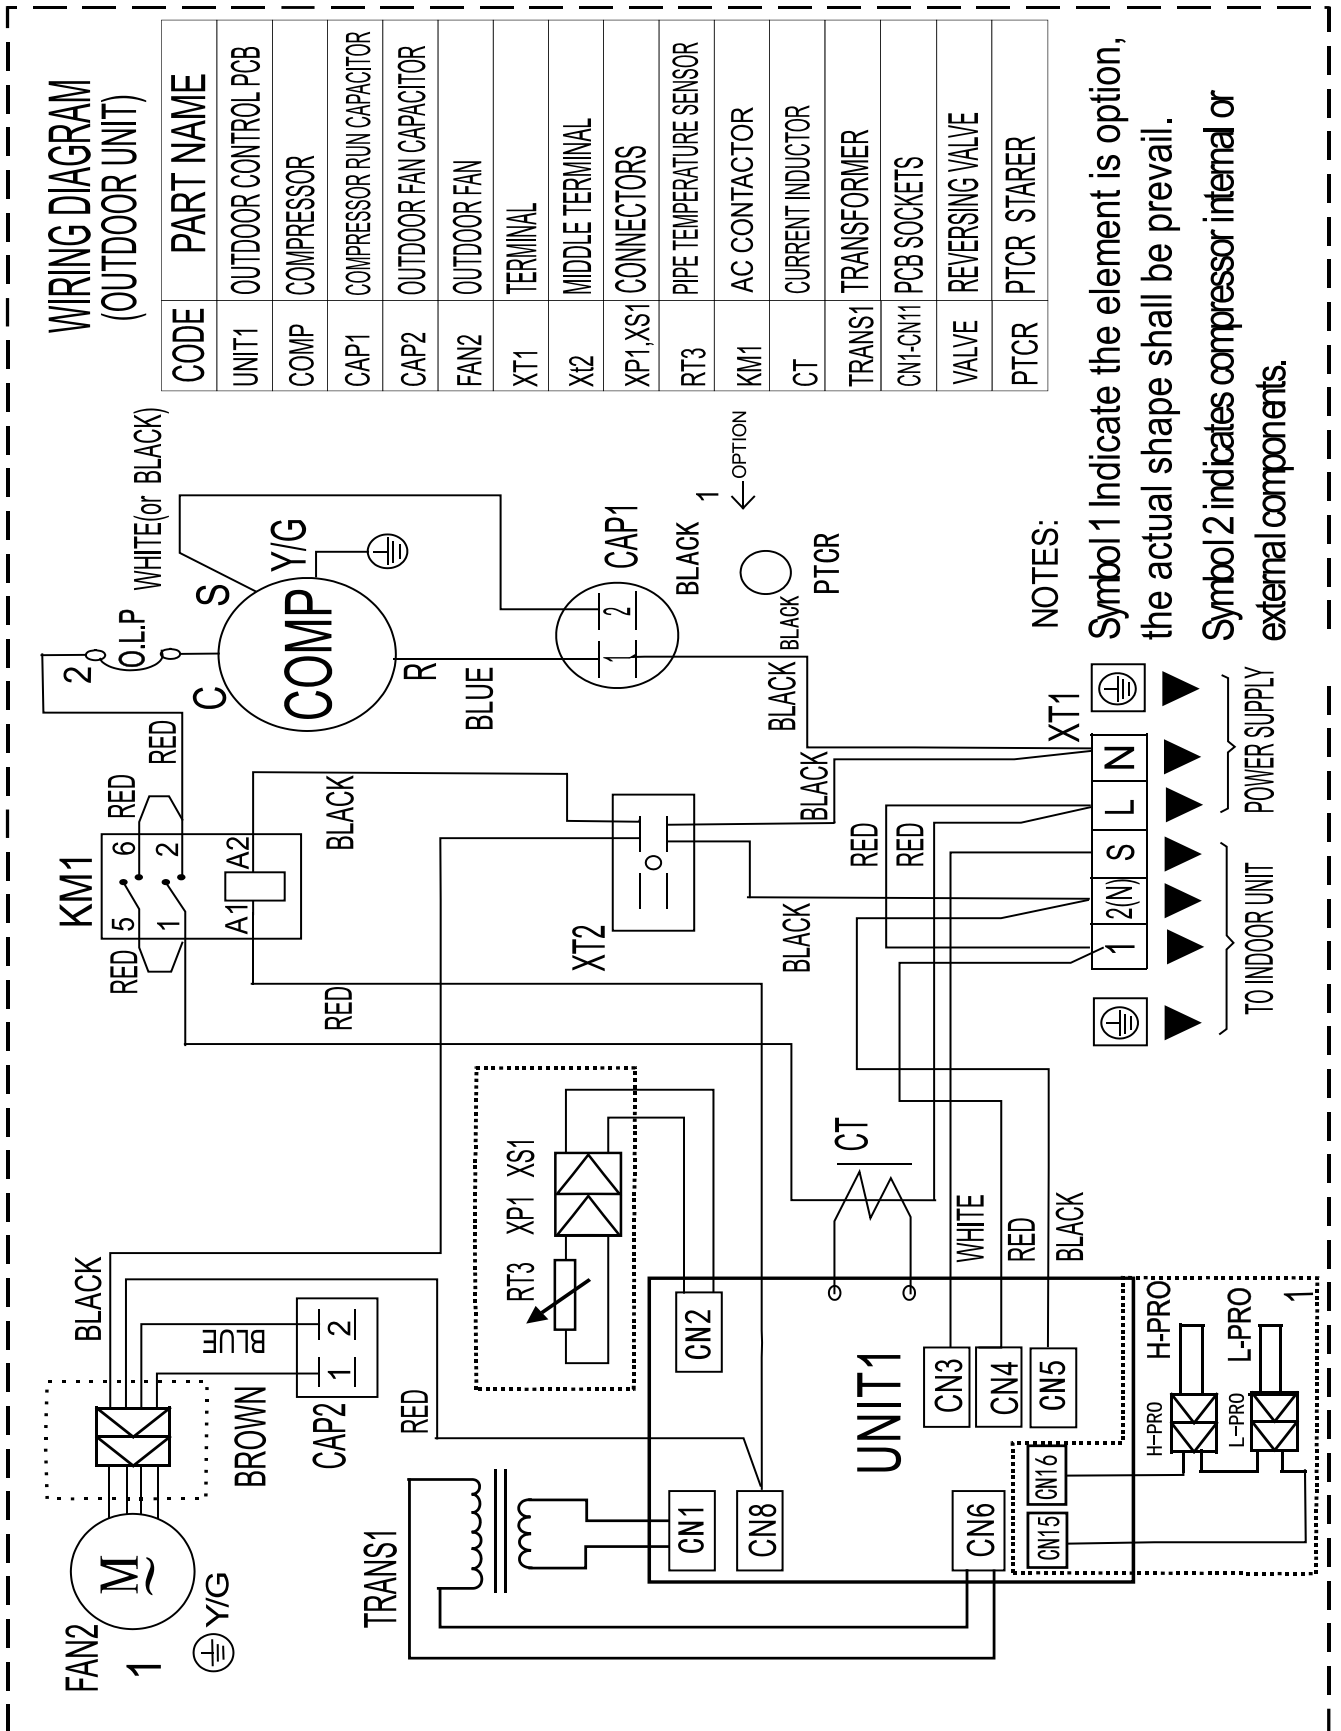 WIRING DIAGRAM
(OUTDOOR UNIT)
CODE PART NAME
UNIT1 OUTDOOR CONTROL PCB
COMP COMPRESSOR
CAP1 COMPRESSOR RUN CAPACITOR
CAP2 OUTDOOR FAN CAPACITOR
FAN2 OUTDOOR FAN
XT1 TERMINAL
Xt2 MIDDLE TERMINAL
XP1,XS1 CONNECTORS
RT3 PIPE TEMPERATURE SENSOR
KM1 AC CONTACTOR
CT CURRENT INDUCTOR
TRANS1 TRANSFORMER
CN1-CN11 PCB SOCKETS
VALVE REVERSING VALVE
PTCR PTCR STARER
NOTES:
Symbol 1 Indicate the element is option,
the actual shape shall be prevail.
Symbol 2 indicates compressor internal or
external components.
FAN2
1
M
~
Y/G
BLACK
BLUE
BROWN
CAP2
1 2
RED
TRANS1
KM1
RED
5 6
1 2
A1 A2
RED
RED
RED
BLACK
2
O.L.P
WHITE(or BLACK)
C
S
R
COMP
Y/G
BLUE
CAP1
1 2
BLACK
1
OPTION
PTCR
BLACK
BLACK
XT2
BLACK
BLACK
RED
RED
XT1
1
2(N)
S
L
N
TO INDOOR UNIT
POWER SUPPLY
RT3
XP1
XS1
CT
WHITE
RED
BLACK
UNIT1
CN1
CN8
CN2
CN3
CN4
CN5
CN6
CN15
CN16
H-PRO
H-PRO
L-PRO
L-PRO
1